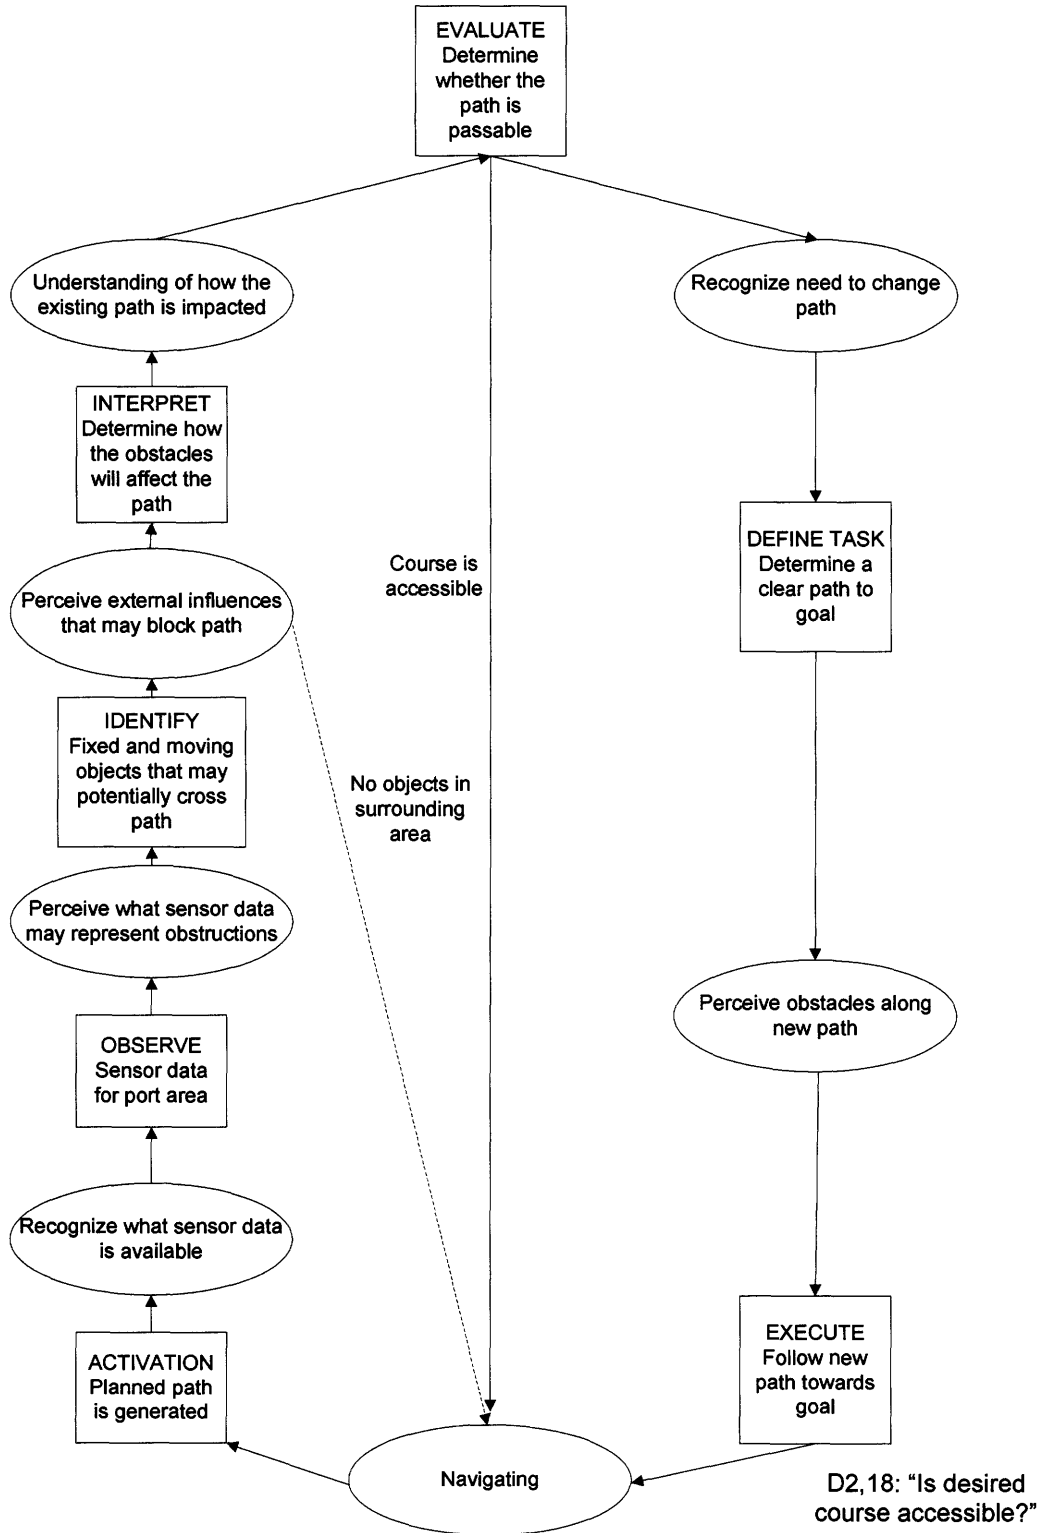 EVALUATE
Determine
whether the
path is
passable
Understanding of how the
existing path is impacted
Recognize need to change
path
INTERPRET
Determine how
the obstacles
will affect the
path
Course is
accessible
DEFINE TASK
Determine a
clear path to
goal
Perceive external influences
that may block path
IDENTIFY
Fixed and moving
objects that may
potentially cross
path
No objects in
surrounding
area
Perceive what sensor data
may represent obstructions
Perceive obstacles along
new path
OBSERVE
Sensor data
for port area
Recognize what sensor data
is available
ACTIVATION
Planned path
is generated
EXECUTE
Follow new
path towards
goal
Navigating
D2,18: “Is desired
course accessible?”